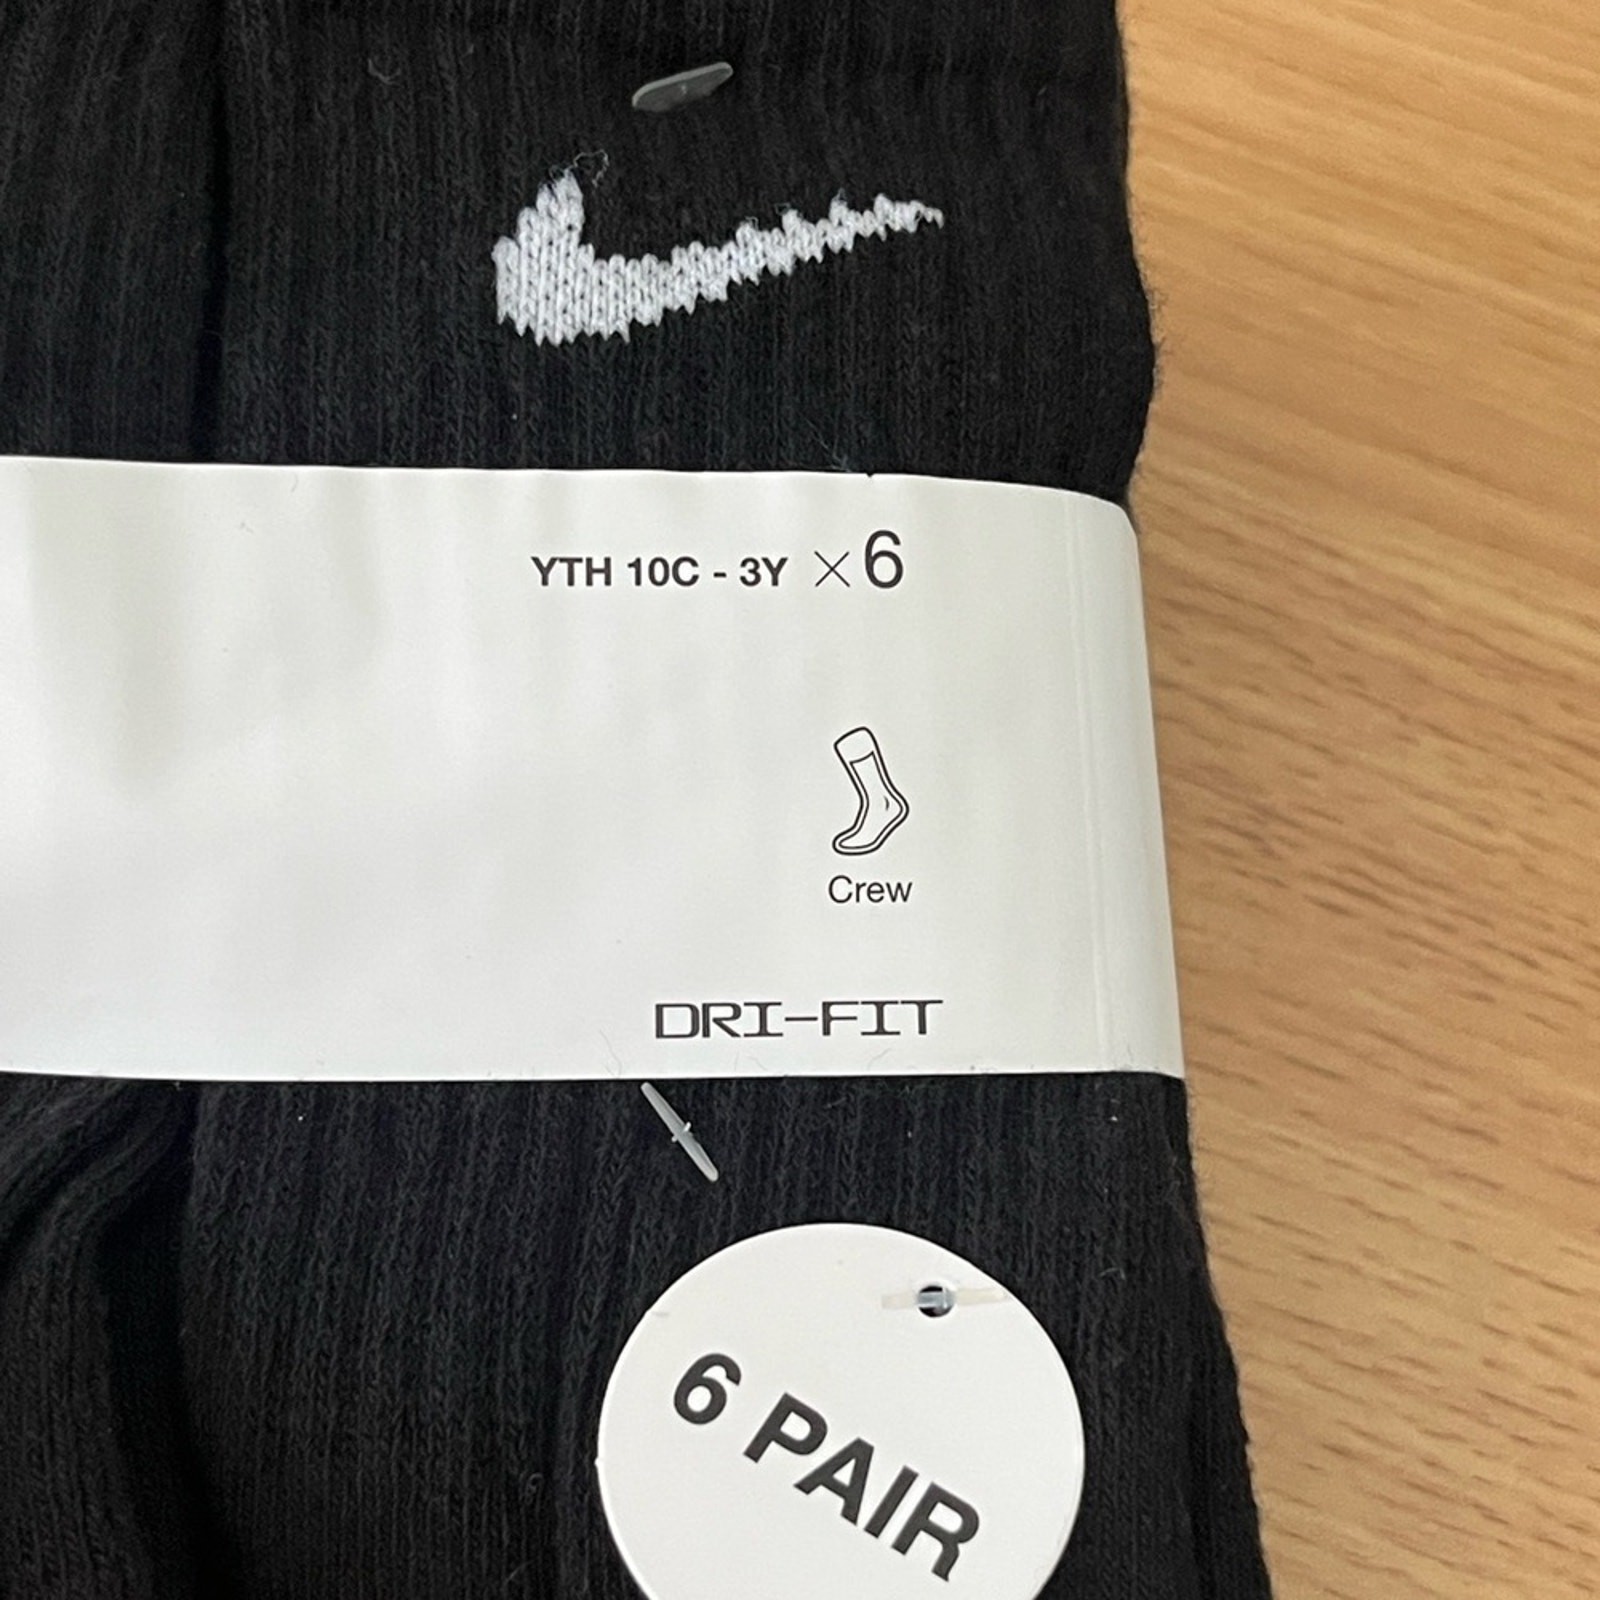 YTH 10C - 3Y ×6
Crew
DRI-FIT
6 PAIR